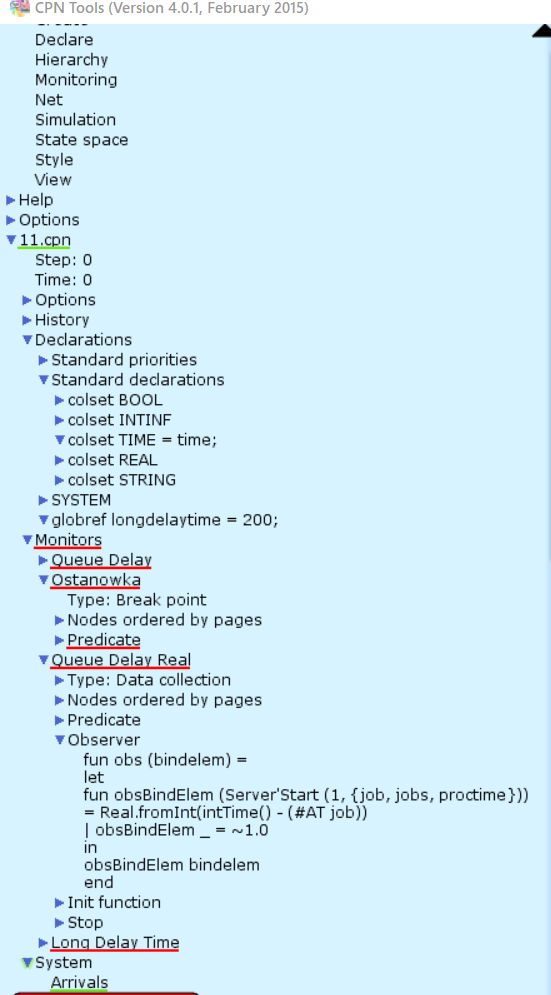 CPN Tools (Version 4.0.1, February 2015)
Declare
Hierarchy
Monitoring
Net
Simulation
State space
Style
View
Help
Options
11.cpn
Step: 0
Time: 0
Options
History
Declarations
Standard priorities
Standard declarations
colset BOOL
colset INTINF
colset TIME = time;
colset REAL
colset STRING
SYSTEM
globref longdelaytime = 200;
Monitors
Queue Delay
Ostanowka
Type: Break point
Nodes ordered by pages
Predicate
Queue Delay Real
Type: Data collection
Nodes ordered by pages
Predicate
Observer
fun obs (bindelem) =
let
fun obsBindElem (Server'Start (1, {job, jobs, proctime}))
= Real.fromInt(intTime() - (#AT job))
| obsBindElem _ = ~1.0
in
obsBindElem bindelem
end
Init function
Stop
Long Delay Time
System
Arrivals